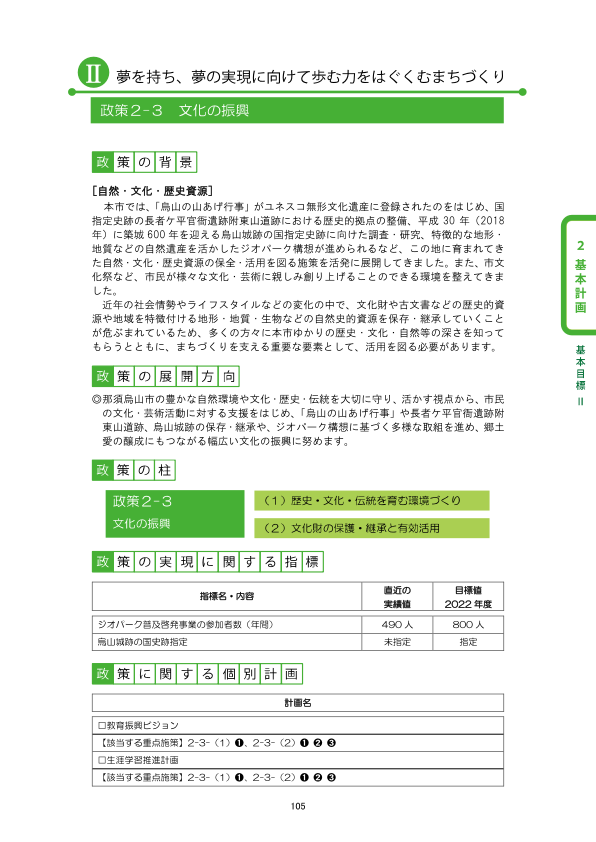 Ⅱ 夢を持ち、夢の実現に向けて歩む力をはぐくむまちづくり
政策2-3 文化の振興
政策の背景
[自然・文化・歴史資源]
本市では、「烏山の山あげ行事」がユネスコ無形文化遺産に登録されたのをはじめ、国
指定史跡の長者ケ平官衙遺跡附東山道跡における歴史的拠点の整備、平成 30 年(2018
年)に築城 600 年を迎える烏山城跡の国指定史跡に向けた調査・研究、特徴的な地形・
地質などの自然遺産を活かしたジオパーク構想が進められるなど、この地に育まれてき
た自然・文化・歴史資源の保全・活用を図る施策を活発に展開してきました。また、市文
化祭など、市民が様々な文化・芸術に親しみ創り上げることのできる環境を整えてきま
した。
近年の社会情勢やライフスタイルなどの変化の中で、文化財や古文書などの歴史的資
源や地域を特徴付ける地形・地質・生物などの自然史的資源を保存・継承していくこと
が危ぶまれているため、多くの方々に本市ゆかりの歴史・文化・自然等の深さを知って
もらうとともに、まちづくりを支える重要な要素として、活用を図る必要があります。
政策の展開方向
◎那須烏山市の豊かな自然環境や文化・歴史・伝統を大切に守り、活かす視点から、市民
の文化・芸術活動に対する支援をはじめ、「烏山の山あげ行事」や長者ケ平官衙遺跡附
東山道跡、烏山城跡の保存・継承や、ジオパーク構想に基づく多様な取組を進め、郷土
愛の醸成にもつながる幅広い文化の振興に努めます。
政策の柱
政策2-3
文化の振興
(1)歴史・文化・伝統を育む環境づくり
(2)文化財の保護・継承と有効活用
政策の実現に関する指標
指標名・内容 直近の実績値 目標値2022 年度
ジオパーク普及啓発事業の参加者数(年間) 490 人 800 人
烏山城跡の国史跡指定 未指定 指定
政策に関する個別計画
計画名
□教育振興ビジョン
【該当する重点施策】2-3-(1)❶、2-3-(2)❶ ❷ ❸
□生涯学習推進計画
【該当する重点施策】2-3-(1)❶、2-3-(2)❶ ❷ ❸
105
2 基本計画
基本目標 Ⅱ